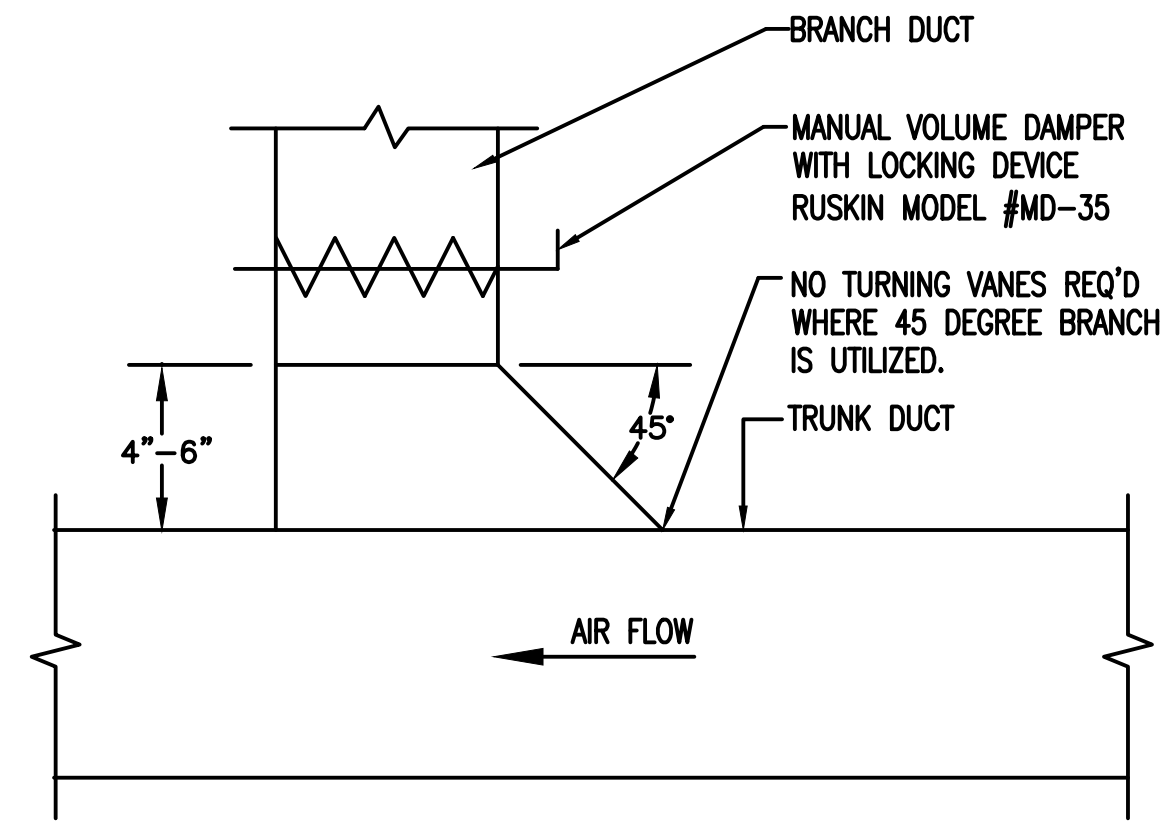 BRANCH DUCT
MANUAL VOLUME DAMPER
WITH LOCKING DEVICE
RUSKIN MODEL #MD-35
NO TURNING VANES REQ'D
WHERE 45 DEGREE BRANCH
IS UTILIZED.
TRUNK DUCT
45°
4"-6"
AIR FLOW